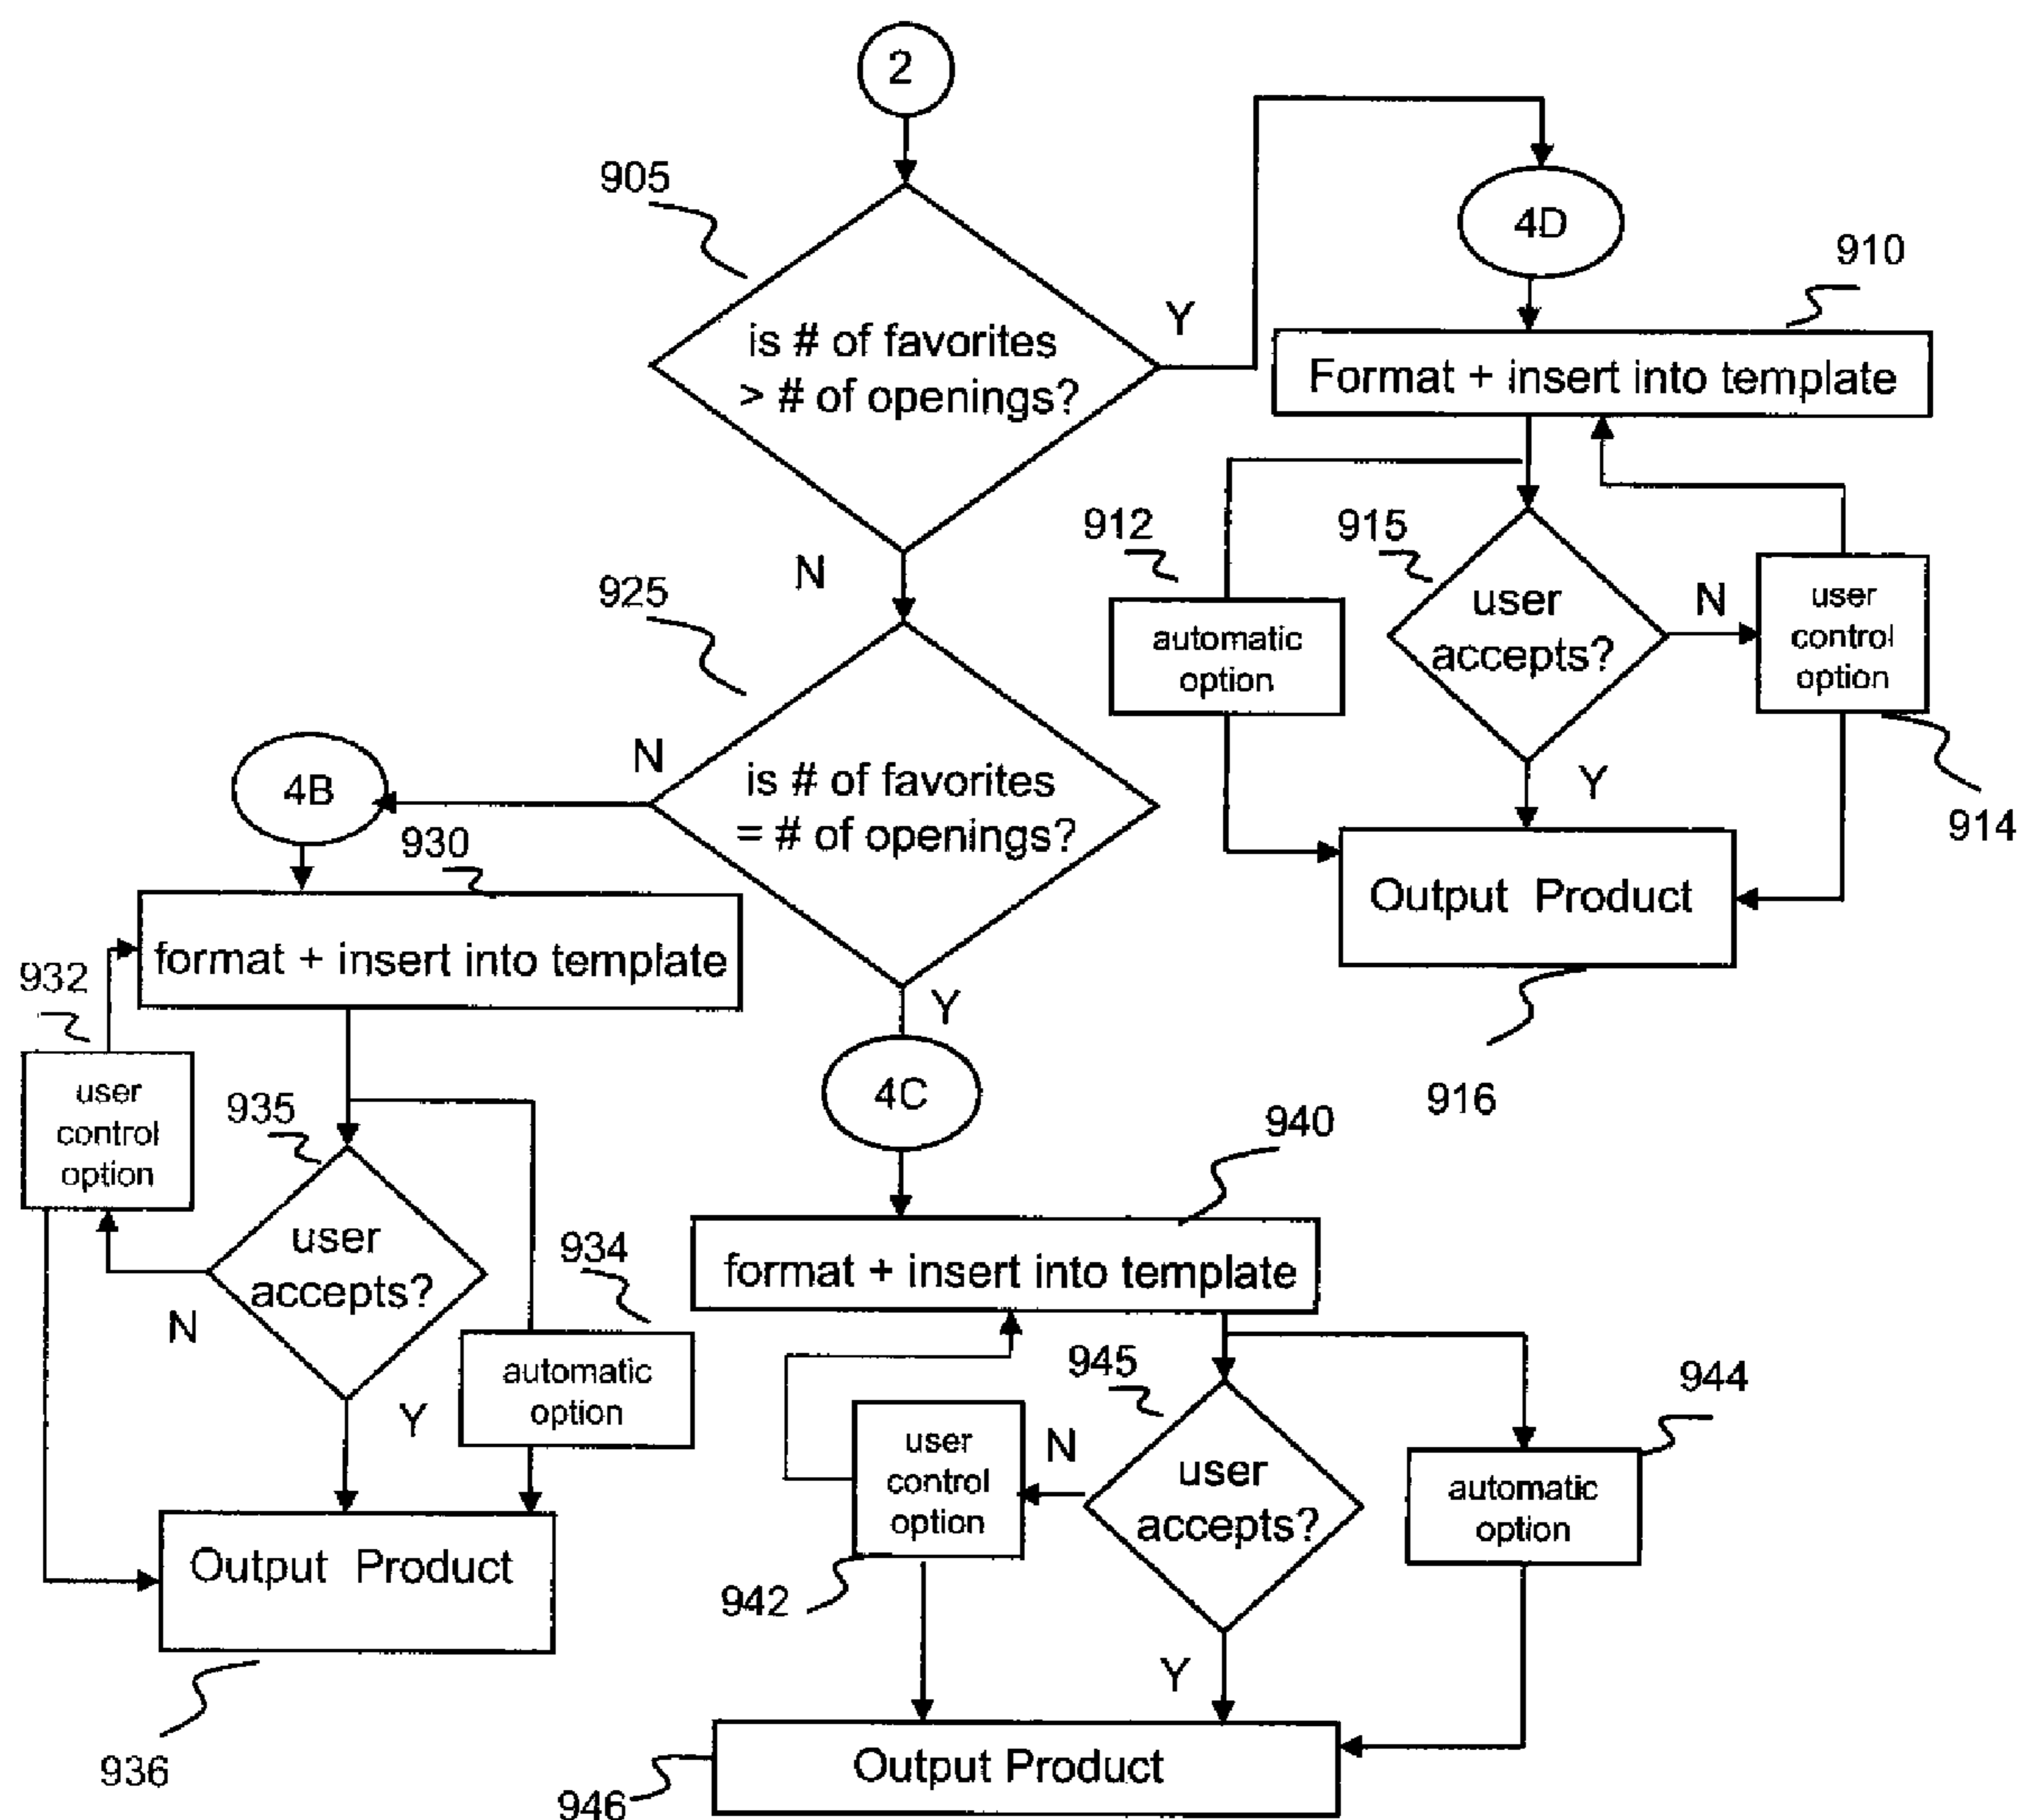 2
905
is # of favorites
> # of openings?
Y
N
4D
910
Format + insert into template
912
automatic
option
915
user
accepts?
N
user
control
option
914
Y
Output Product
916
925
is # of favorites
= # of openings?
N
Y
4B
930
format + insert into template
932
user
control
option
935
user
accepts?
N
Y
934
automatic
option
Output Product
936
4C
940
format + insert into template
945
user
accepts?
N
user
control
option
942
944
automatic
option
Y
Output Product
946